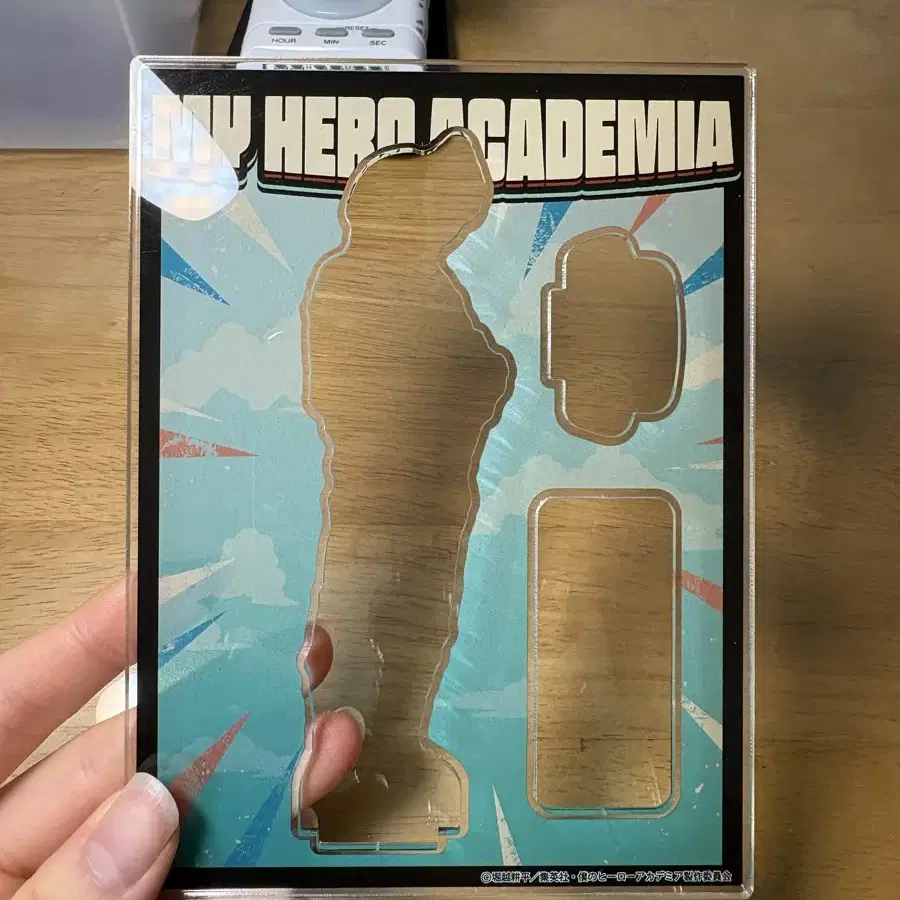 RESET
HOUR MIN SEC
MY HERO ACADEMIA
©堀越耕平／集英社・僕のヒーローアカデミア製作委員会